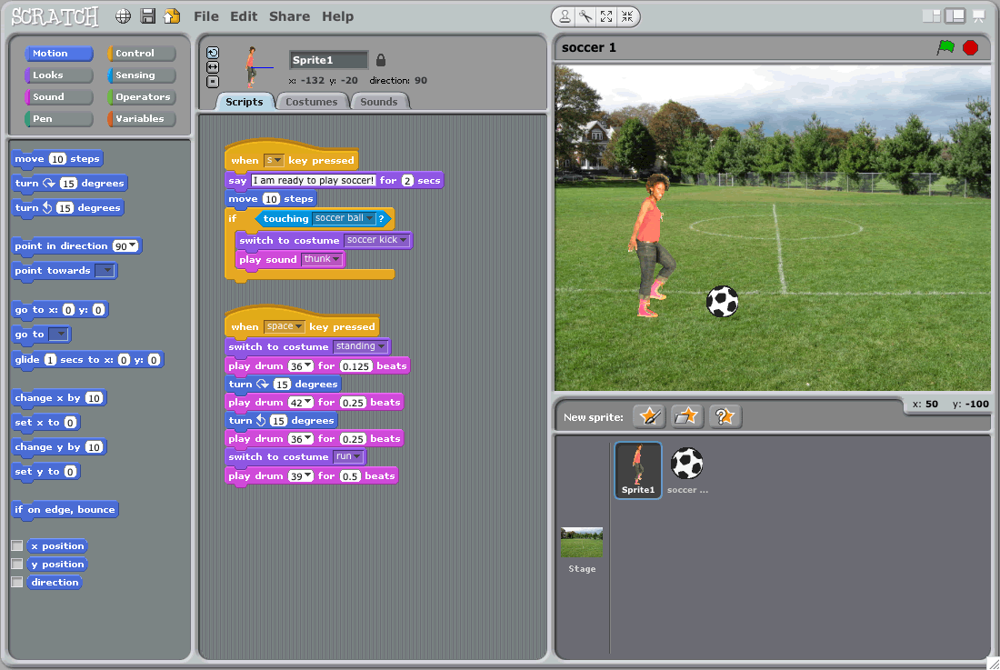 SCRATCH File Edit Share Help
Motion Control
Looks Sensing
Sound Operators
Pen Variables
move 10 steps
turn 15 degrees
turn 15 degrees
point in direction 90
point towards
go to x: 0 y: 0
go to
glide 1 secs to x: 0 y: 0
change x by 10
set x to 0
change y by 10
set y to 0
if on edge, bounce
x position
y position
direction
Sprite1
x: -132 y: -20 direction: 90
Scripts Costumes Sounds
when s key pressed
say I am ready to play soccer! for 2 secs
move 10 steps
if touching soccer ball ?
switch to costume soccer kick
play sound thunk
when space key pressed
switch to costume standing
play drum 36 for 0.125 beats
turn 15 degrees
play drum 42 for 0.25 beats
turn 15 degrees
play drum 36 for 0.25 beats
switch to costume run
play drum 39 for 0.5 beats
soccer 1
x: 50 y: -100
New sprite:
Sprite1 soccer ...
Stage